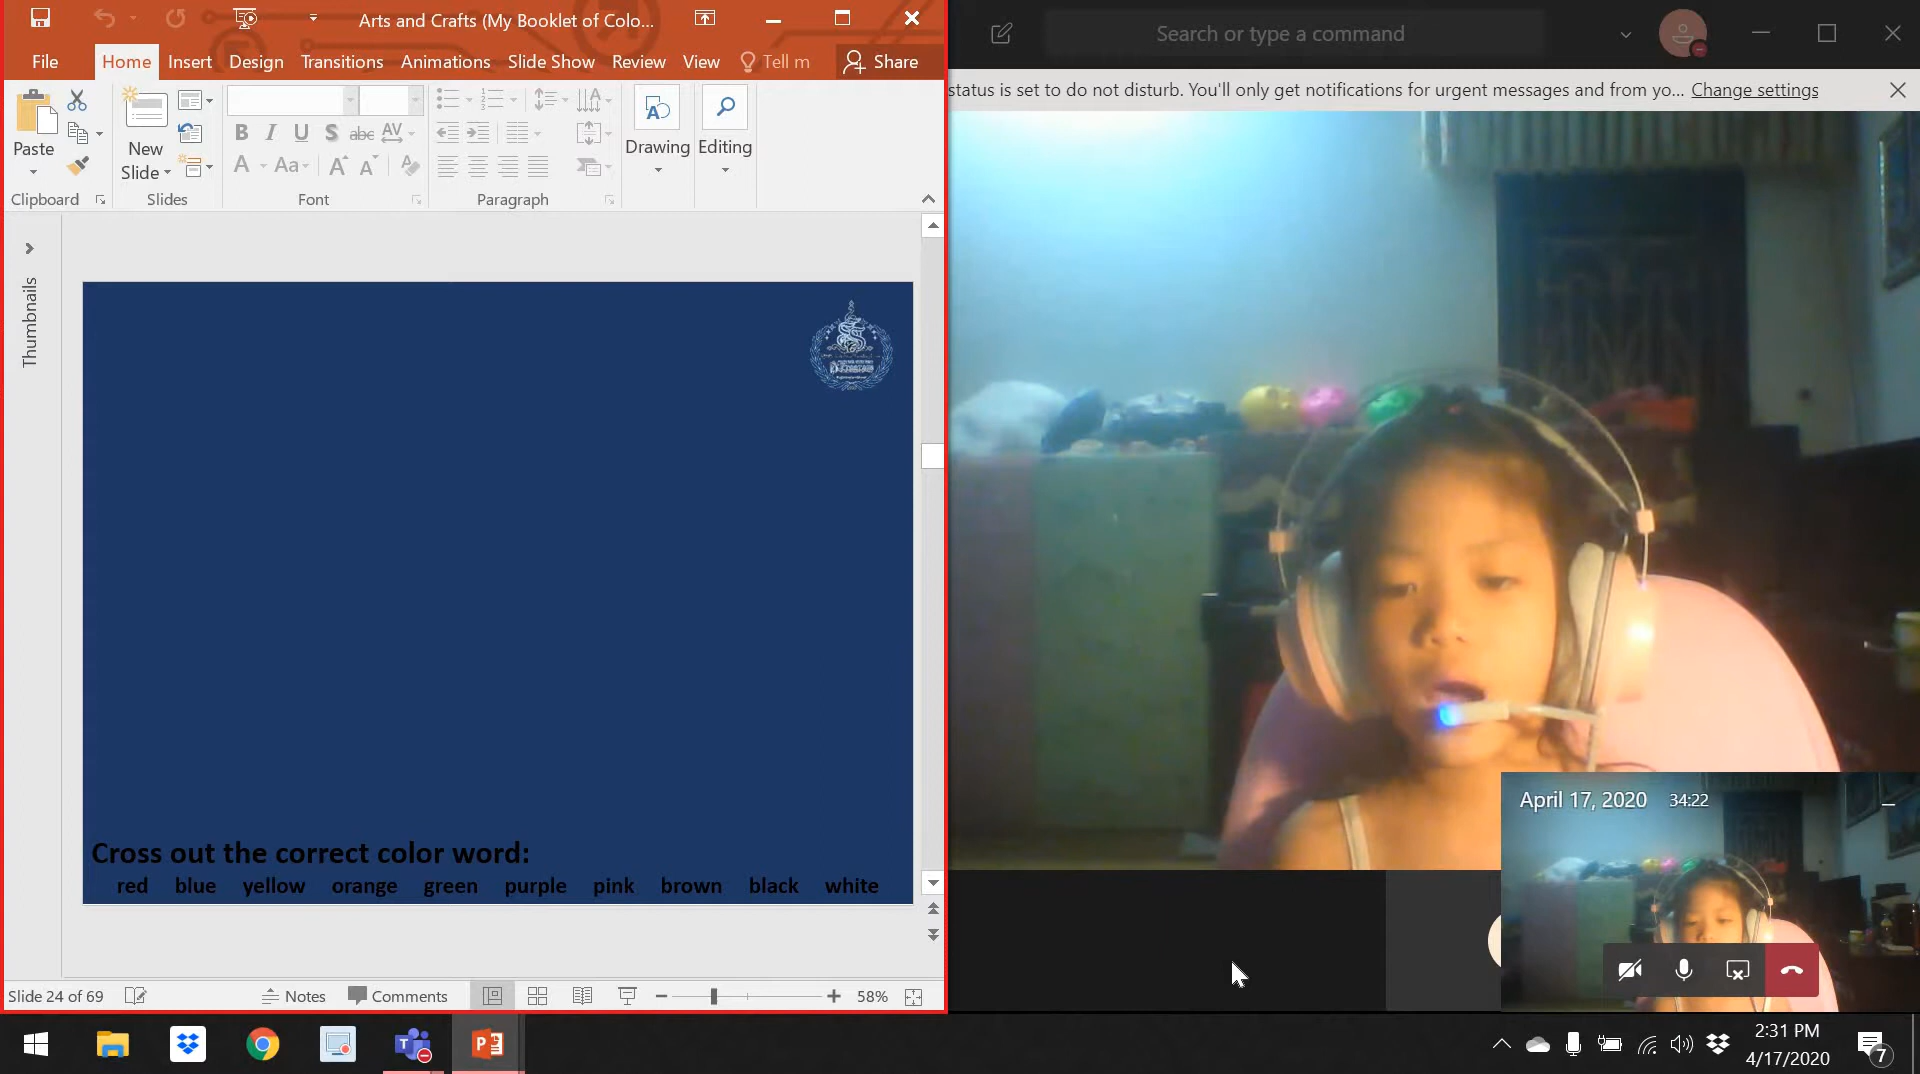 Arts and Crafts (My Booklet of Colo...
File Home Insert Design Transitions Animations Slide Show Review View Tell m Share
Paste
New
Slide
B I U S abc AV
A Aa A A
Drawing
Editing
Clipboard Slides Font Paragraph
Thumbnails
Cross out the correct color word:
red blue yellow orange green purple pink brown black white
Slide 24 of 69 Notes Comments 58%
Search or type a command
status is set to do not disturb. You'll only get notifications for urgent messages and from yo... Change settings
April 17, 2020 34:22
2:31 PM
4/17/2020
7